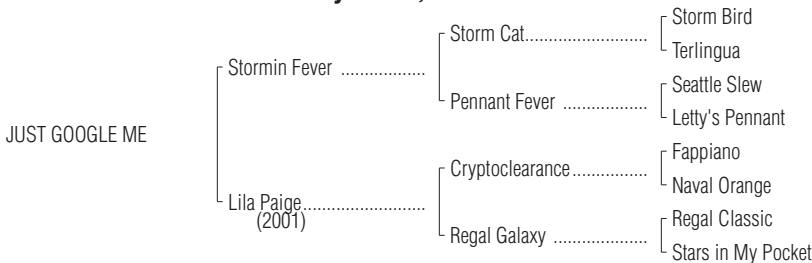 Storm Bird
Storm Cat........................................
Terlingua
Stormin Fever ...................
Seattle Slew
Pennant Fever ...................
Letty's Pennant
JUST GOOGLE ME
Fappiano
Cryptoclearance.................
Naval Orange
Lila Paige............................
(2001)
Regal Classic
Regal Galaxy .....................
Stars in My Pocket